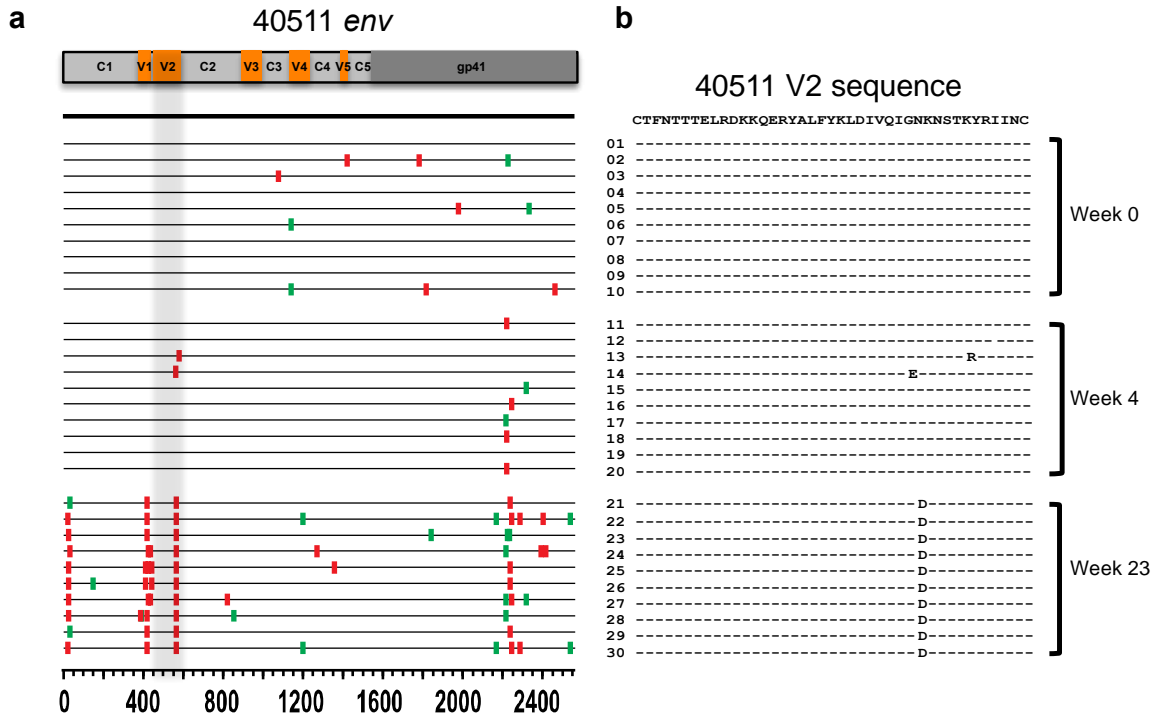 a
40511 env
C1 V1 V2 C2 V3 C3 V4 C4 V5 C5 gp41
0 400 800 1200 1600 2000 2400
b
40511 V2 sequence
CTFNTTTELRDKKQERYALFYKLDIVQIGNKNSTKYRIINC
01 -----------------------------------------
02 -----------------------------------------
03 -----------------------------------------
04 -----------------------------------------
05 -----------------------------------------
06 -----------------------------------------
07 -----------------------------------------
08 -----------------------------------------
09 -----------------------------------------
10 -----------------------------------------
Week 0
11 -----------------------------------------
12 -----------------------------------------
13 ----------------------------------R------
14 ----------------------------E------------
15 -----------------------------------------
16 -----------------------------------------
17 -----------------------------------------
18 -----------------------------------------
19 -----------------------------------------
20 -----------------------------------------
Week 4
21 -----------------------------D-----------
22 -----------------------------D-----------
23 -----------------------------D-----------
24 -----------------------------D-----------
25 -----------------------------D-----------
26 -----------------------------D-----------
27 -----------------------------D-----------
28 -----------------------------D-----------
29 -----------------------------D-----------
30 -----------------------------D-----------
Week 23